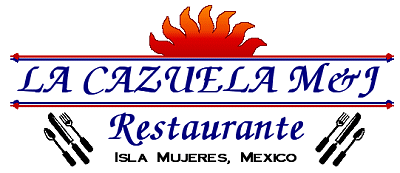 LA CAZUELA M&J
Restaurante
ISLA MUJERES, MEXICO